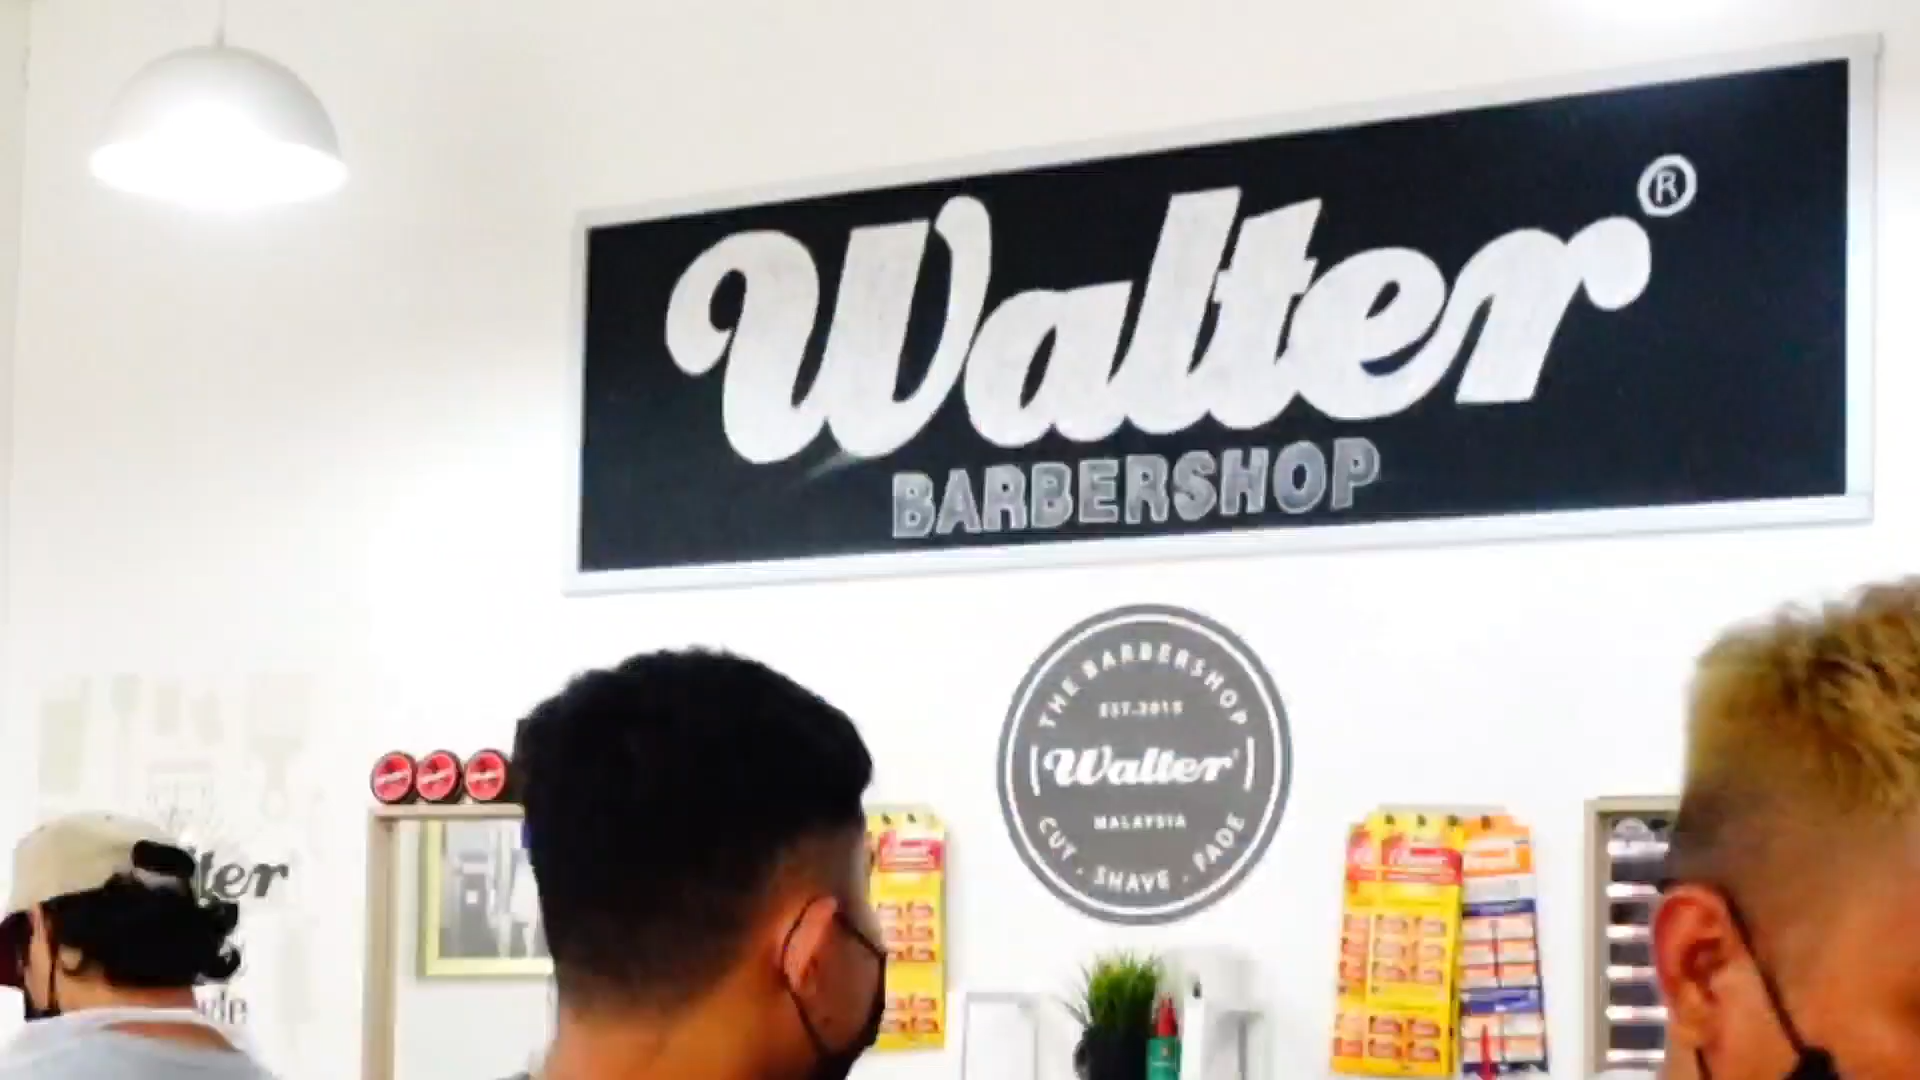 Walter®
BARBERSHOP
THE BARBERSHOP
Walter
MALAYSIA
CUT . SHAVE . FADE